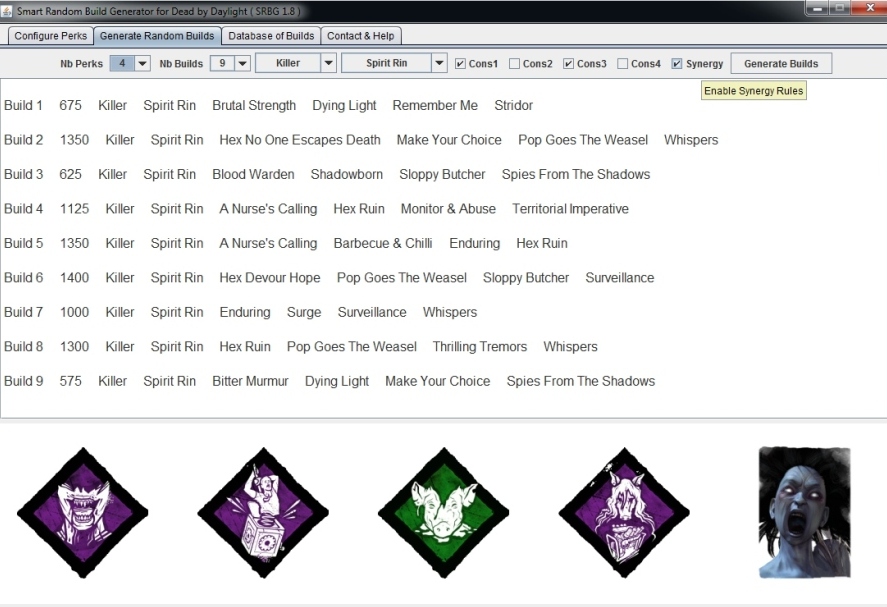 Smart Random Build Generator for Dead by Daylight ( SRBG 1.8 )
Configure Perks Generate Random Builds Database of Builds Contact & Help
Nb Perks 4 Nb Builds 9 Killer Spirit Rin Cons1 Cons2 Cons3 Cons4 Synergy Generate Builds
Enable Synergy Rules
Build 1 675 Killer Spirit Rin Brutal Strength Dying Light Remember Me Stridor
Build 2 1350 Killer Spirit Rin Hex No One Escapes Death Make Your Choice Pop Goes The Weasel Whispers
Build 3 625 Killer Spirit Rin Blood Warden Shadowborn Sloppy Butcher Spies From The Shadows
Build 4 1125 Killer Spirit Rin A Nurse's Calling Hex Ruin Monitor & Abuse Territorial Imperative
Build 5 1350 Killer Spirit Rin A Nurse's Calling Barbecue & Chilli Enduring Hex Ruin
Build 6 1400 Killer Spirit Rin Hex Devour Hope Pop Goes The Weasel Sloppy Butcher Surveillance
Build 7 1000 Killer Spirit Rin Enduring Surge Surveillance Whispers
Build 8 1300 Killer Spirit Rin Hex Ruin Pop Goes The Weasel Thrilling Tremors Whispers
Build 9 575 Killer Spirit Rin Bitter Murmur Dying Light Make Your Choice Spies From The Shadows